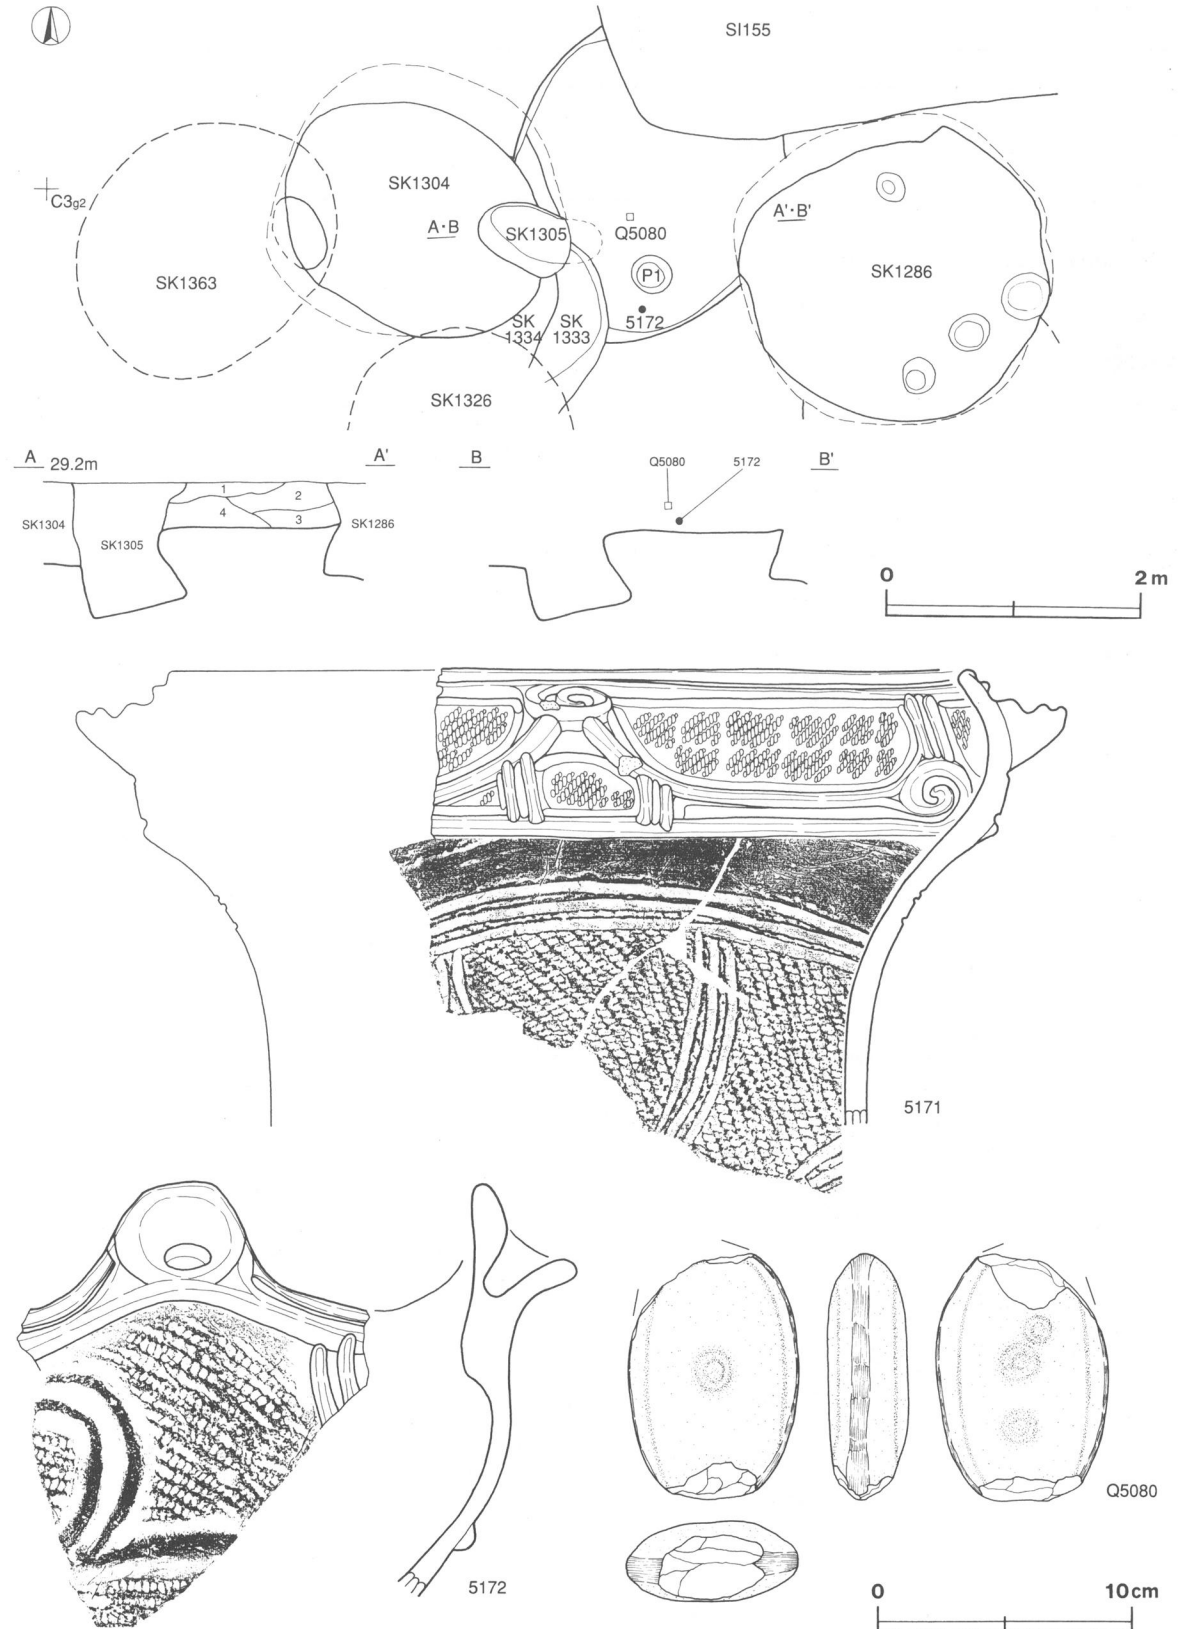 SI155
SK1304
C3g2
A・B
SK1305
Q5080
A'・B'
SK1363
P1
SK1286
SK
1334
SK
1333
5172
SK1326
A 29.2m A' B B'
Q5080 5172
1
2
4
3
SK1304
SK1286
SK1305
0 2m
5171
Q5080
5172
0 10cm